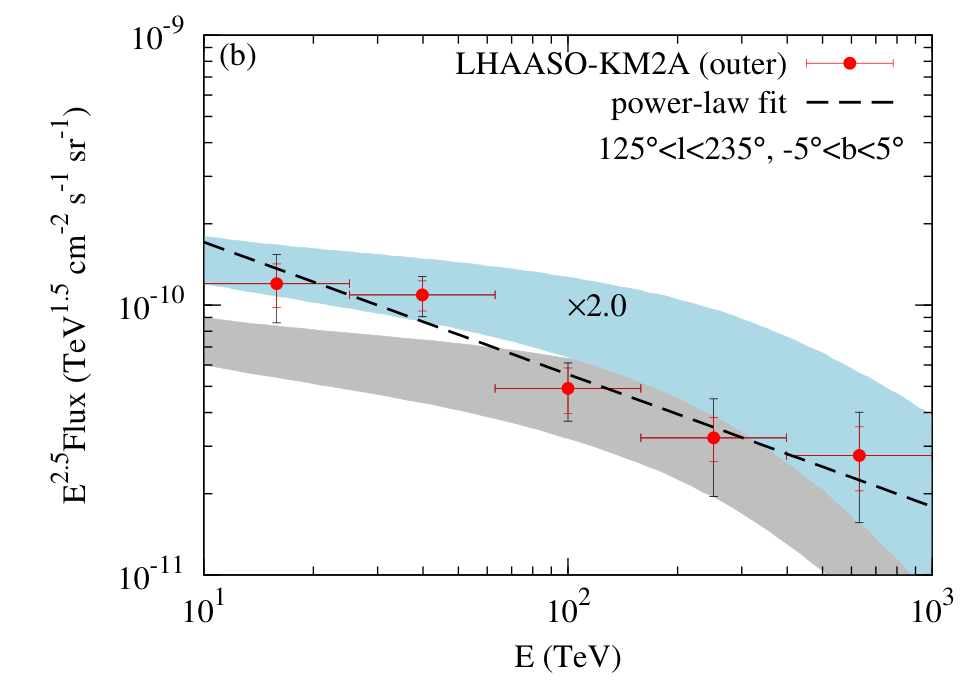 10^-9
(b)
LHAASO-KM2A (outer)
power-law fit
125°<l<235°, -5°<b<5°
E^2.5Flux (TeV^1.5 cm^-2 s^-1 sr^-1)
10^-10
×2.0
10^-11
10^1 10^2 10^3
E (TeV)